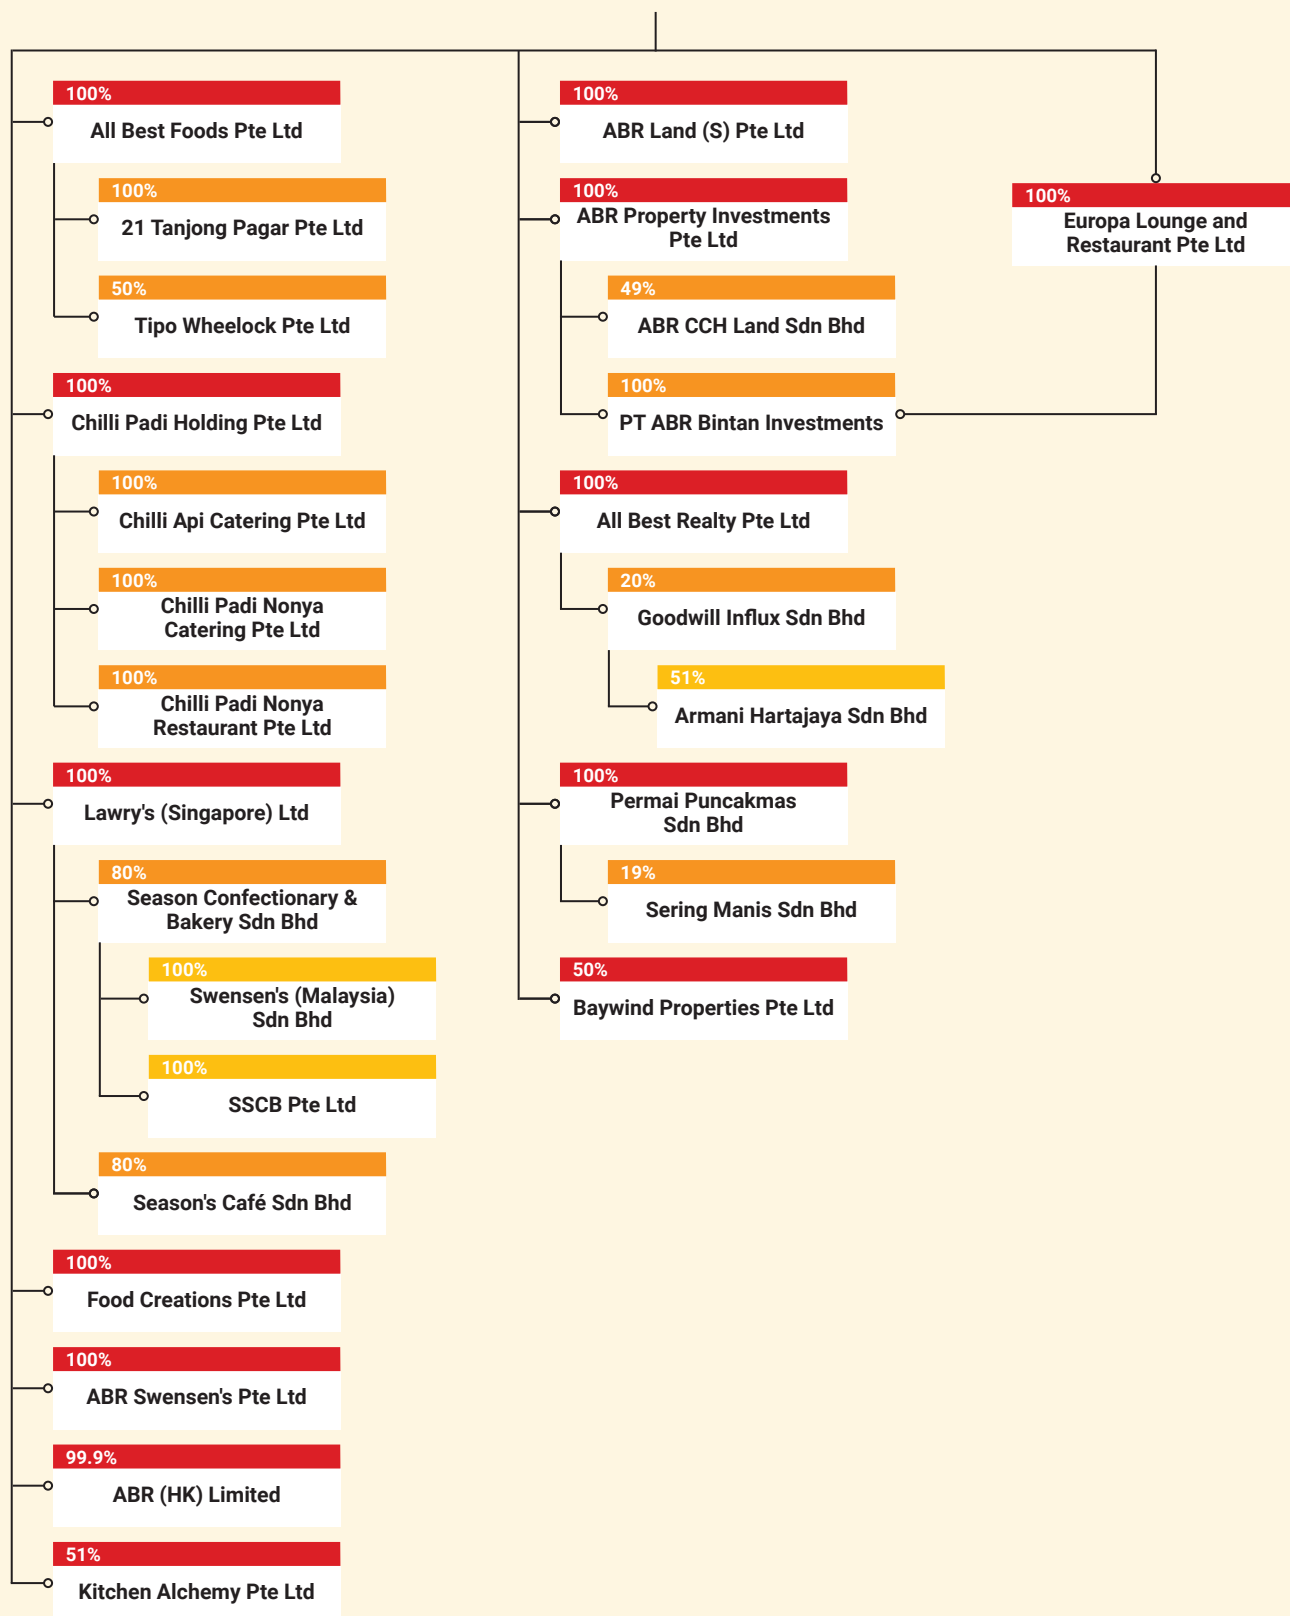 100%
All Best Foods Pte Ltd
100%
21 Tanjong Pagar Pte Ltd
50%
Tipo Wheelock Pte Ltd
100%
Chilli Padi Holding Pte Ltd
100%
Chilli Api Catering Pte Ltd
100%
Chilli Padi Nonya
Catering Pte Ltd
100%
Chilli Padi Nonya
Restaurant Pte Ltd
100%
Lawry's (Singapore) Ltd
80%
Season Confectionary &
Bakery Sdn Bhd
100%
Swensen's (Malaysia)
Sdn Bhd
100%
SSCB Pte Ltd
80%
Season's Café Sdn Bhd
100%
Food Creations Pte Ltd
100%
ABR Swensen's Pte Ltd
99.9%
ABR (HK) Limited
51%
Kitchen Alchemy Pte Ltd
100%
ABR Land (S) Pte Ltd
100%
ABR Property Investments
Pte Ltd
49%
ABR CCH Land Sdn Bhd
100%
PT ABR Bintan Investments
100%
All Best Realty Pte Ltd
20%
Goodwill Influx Sdn Bhd
51%
Armani Hartajaya Sdn Bhd
100%
Permai Puncakmas
Sdn Bhd
19%
Sering Manis Sdn Bhd
50%
Baywind Properties Pte Ltd
100%
Europa Lounge and
Restaurant Pte Ltd